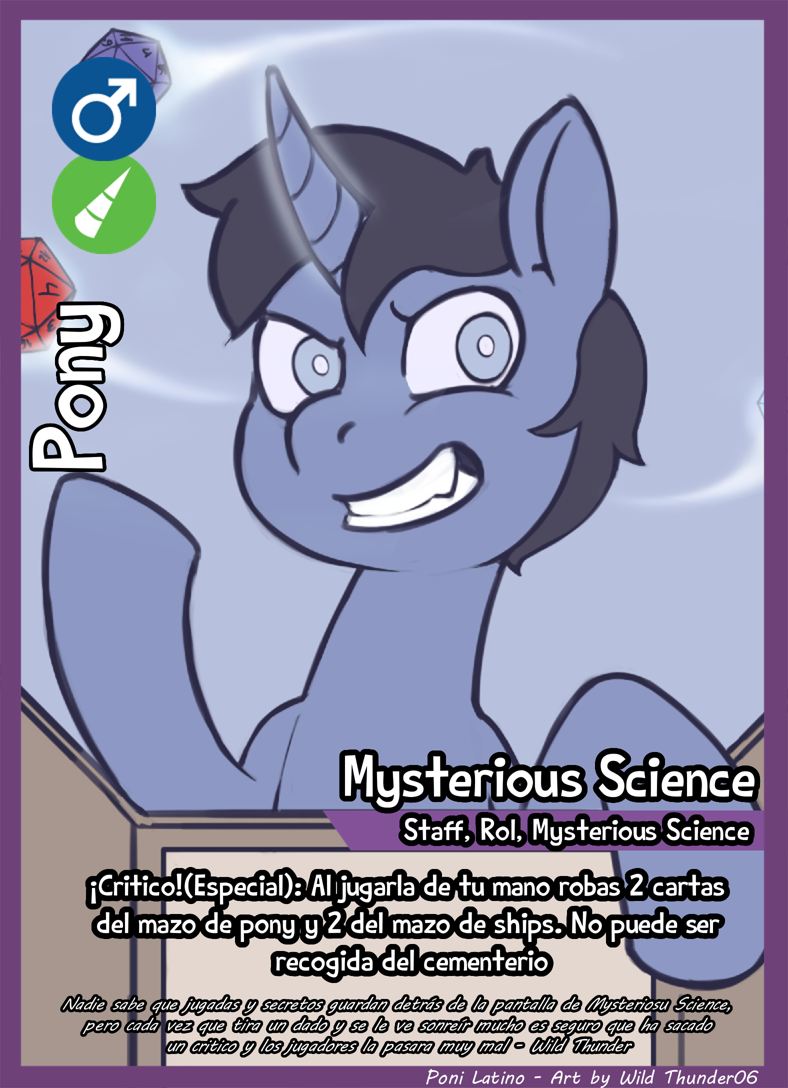 Pony
4
Mysterious Science
Staff, Rol, Mysterious Science
¡Critico!(Especial): Al jugarla de tu mano robas 2 cartas
del mazo de pony y 2 del mazo de ships. No puede ser
recogida del cementerio
Nadie sabe que jugadas y secretos guardan detrás de la pantalla de Mysteriosu Science,
pero cada vez que tira un dado y se le ve sonreír mucho es seguro que ha sacado
un critico y los jugadores la pasara muy mal - Wild Thunder
Poni Latino - Art by Wild Thunder06